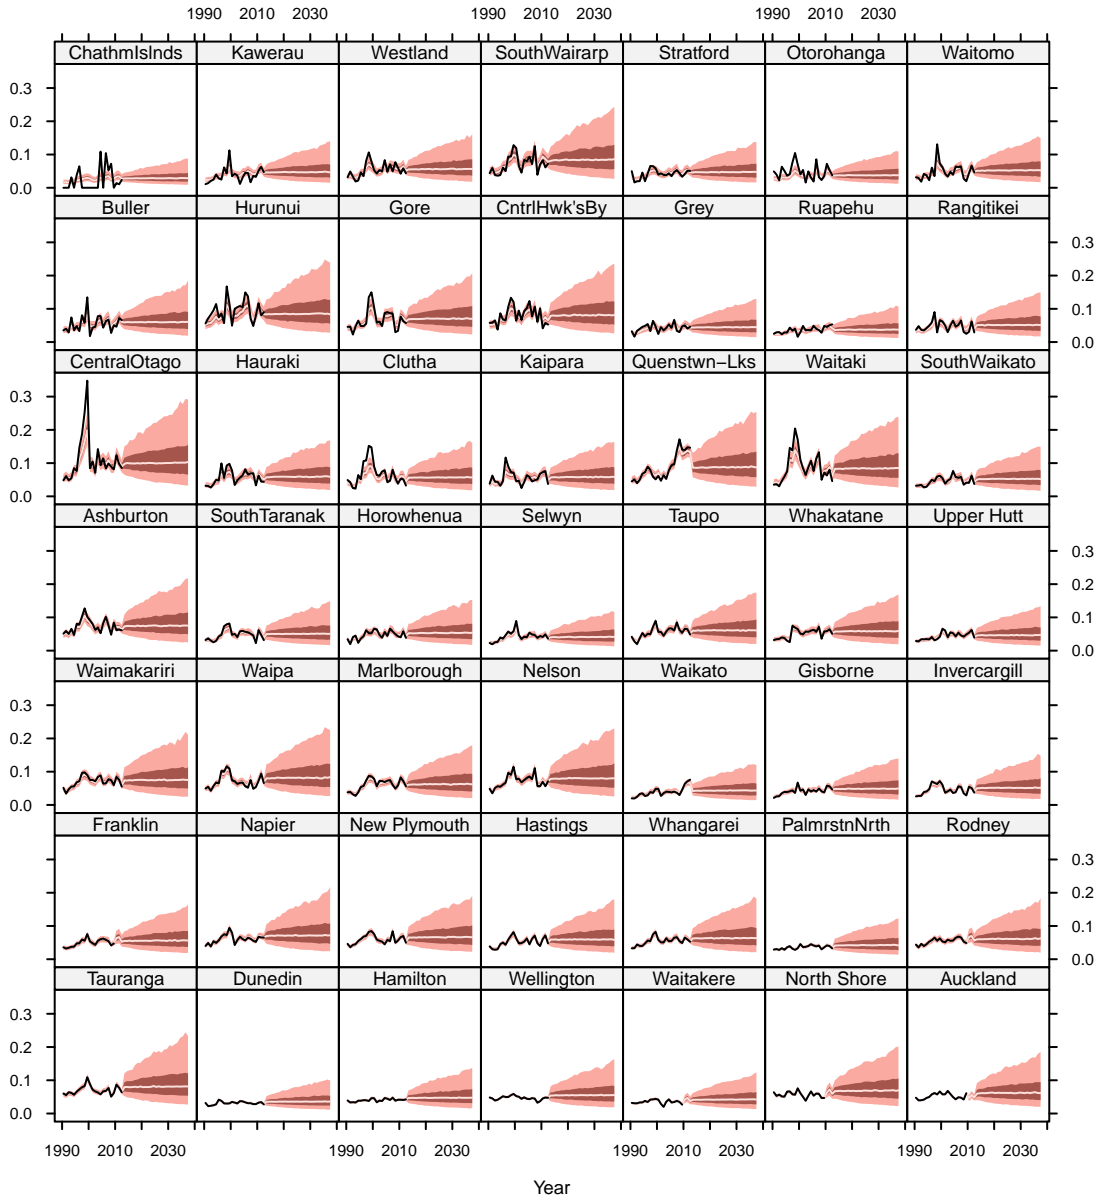 1990 2010 2030 1990 2010 2030 1990 2010 2030
ChathmIslnds Kawerau Westland SouthWairarp Stratford Otorohanga Waitomo
0.3
0.2
0.1
0.0
Buller Hurunui Gore CntrlHwk'sBy Grey Ruapehu Rangitikei
0.3
0.2
0.1
0.0
CentralOtago Hauraki Clutha Kaipara Quenstwn−Lks Waitaki SouthWaikato
0.3
0.2
0.1
0.0
Ashburton SouthTaranak Horowhenua Selwyn Taupo Whakatane Upper Hutt
0.3
0.2
0.1
0.0
Waimakariri Waipa Marlborough Nelson Waikato Gisborne Invercargill
0.3
0.2
0.1
0.0
Franklin Napier New Plymouth Hastings Whangarei PalmrstnNrth Rodney
0.3
0.2
0.1
0.0
Tauranga Dunedin Hamilton Wellington Waitakere North Shore Auckland
0.3
0.2
0.1
0.0
1990 2010 2030 1990 2010 2030 1990 2010 2030 1990 2010 2030
Year